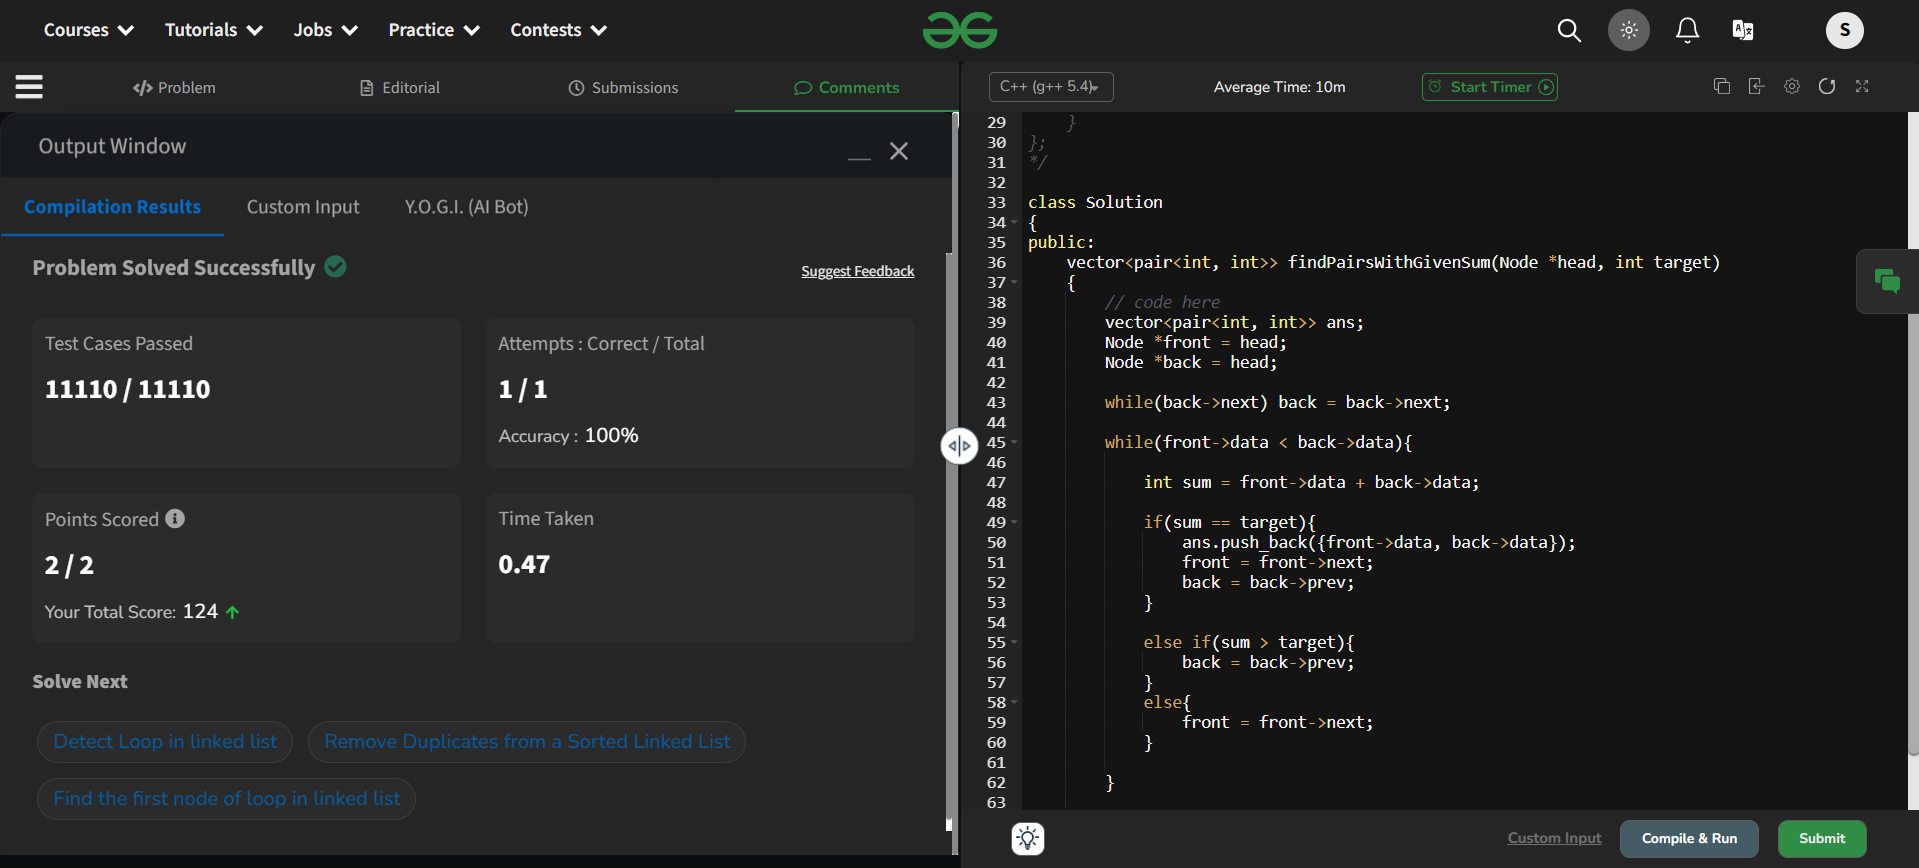 Courses Tutorials Jobs Practice Contests S
Problem Editorial Submissions Comments
Output Window
Compilation Results Custom Input Y.O.G.I. (AI Bot)
Problem Solved Successfully
Suggest Feedback
Test Cases Passed
11110 / 11110
Attempts : Correct / Total
1 / 1
Accuracy : 100%
Points Scored
2 / 2
Your Total Score: 124
Time Taken
0.47
Solve Next
Detect Loop in linked list
Remove Duplicates from a Sorted Linked List
Find the first node of loop in linked list
C++ (g++ 5.4) Average Time: 10m Start Timer
29     }
30 };
31 */
32
33 class Solution
34 {
35 public:
36     vector<pair<int, int>> findPairsWithGivenSum(Node *head, int target)
37     {
38         // code here
39         vector<pair<int, int>> ans;
40         Node *front = head;
41         Node *back = head;
42
43         while(back->next) back = back->next;
44
45         while(front->data < back->data){
46
47             int sum = front->data + back->data;
48
49             if(sum == target){
50                 ans.push_back({front->data, back->data});
51                 front = front->next;
52                 back = back->prev;
53             }
54
55             else if(sum > target){
56                 back = back->prev;
57             }
58             else{
59                 front = front->next;
60             }
61
62         }
63
Custom Input Compile & Run Submit